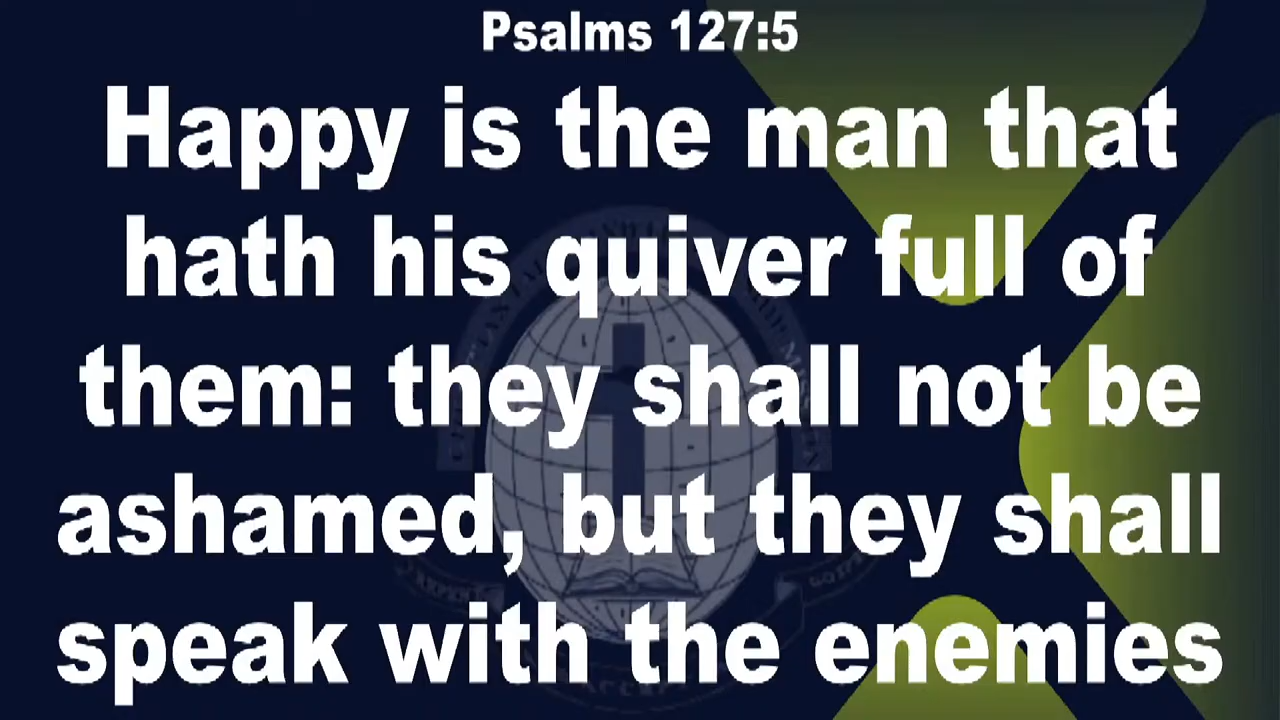 Psalms 127:5
Happy is the man that
hath his quiver full of
them: they shall not be
ashamed, but they shall
speak with the enemies